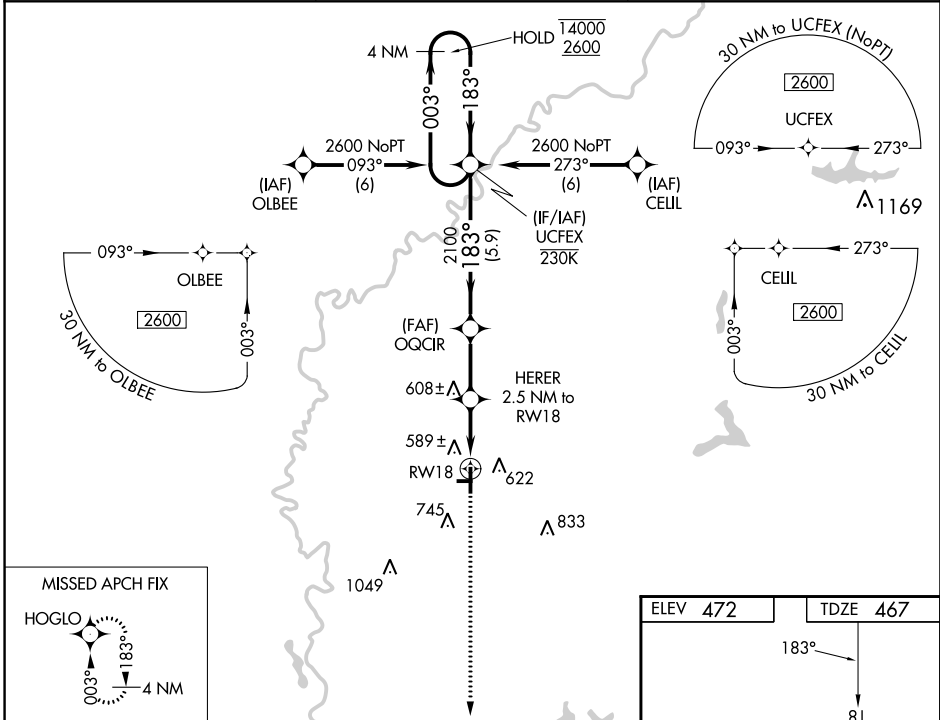 HOLD 14000
2600
4 NM
003°
183°
30 NM to UCFEX (NoPT)
2600
UCFEX
093°
273°
2600 NoPT
093°
(6)
2600 NoPT
273°
(6)
(IAF)
OLBEE
(IAF)
CELIL
(IF/IAF)
UCFEX
230K
1169
2100
183°
(5.9)
093°
OLBEE
2600
003°
30 NM to OLBEE
273°
CELIL
2600
003°
30 NM to CELIL
(FAF)
OQCIR
608±
HERER
2.5 NM to
RW18
589±
RW18
622
745
833
1049
MISSED APCH FIX
HOGLO
003°
183°
4 NM
ELEV 472
TDZE 467
183°